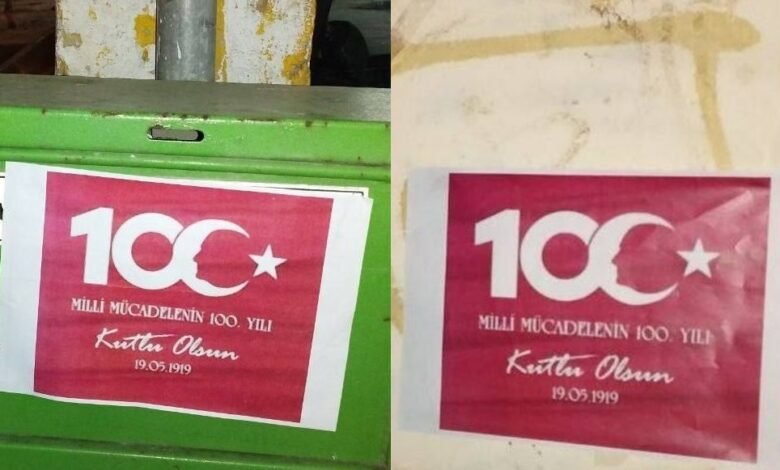 100
MİLLİ MÜCADELENİN 100. YILI
Kutlu Olsun
19.05.1919
100
MİLLİ MÜCADELENİN 100. YILI
Kutlu Olsun
19.05.1919